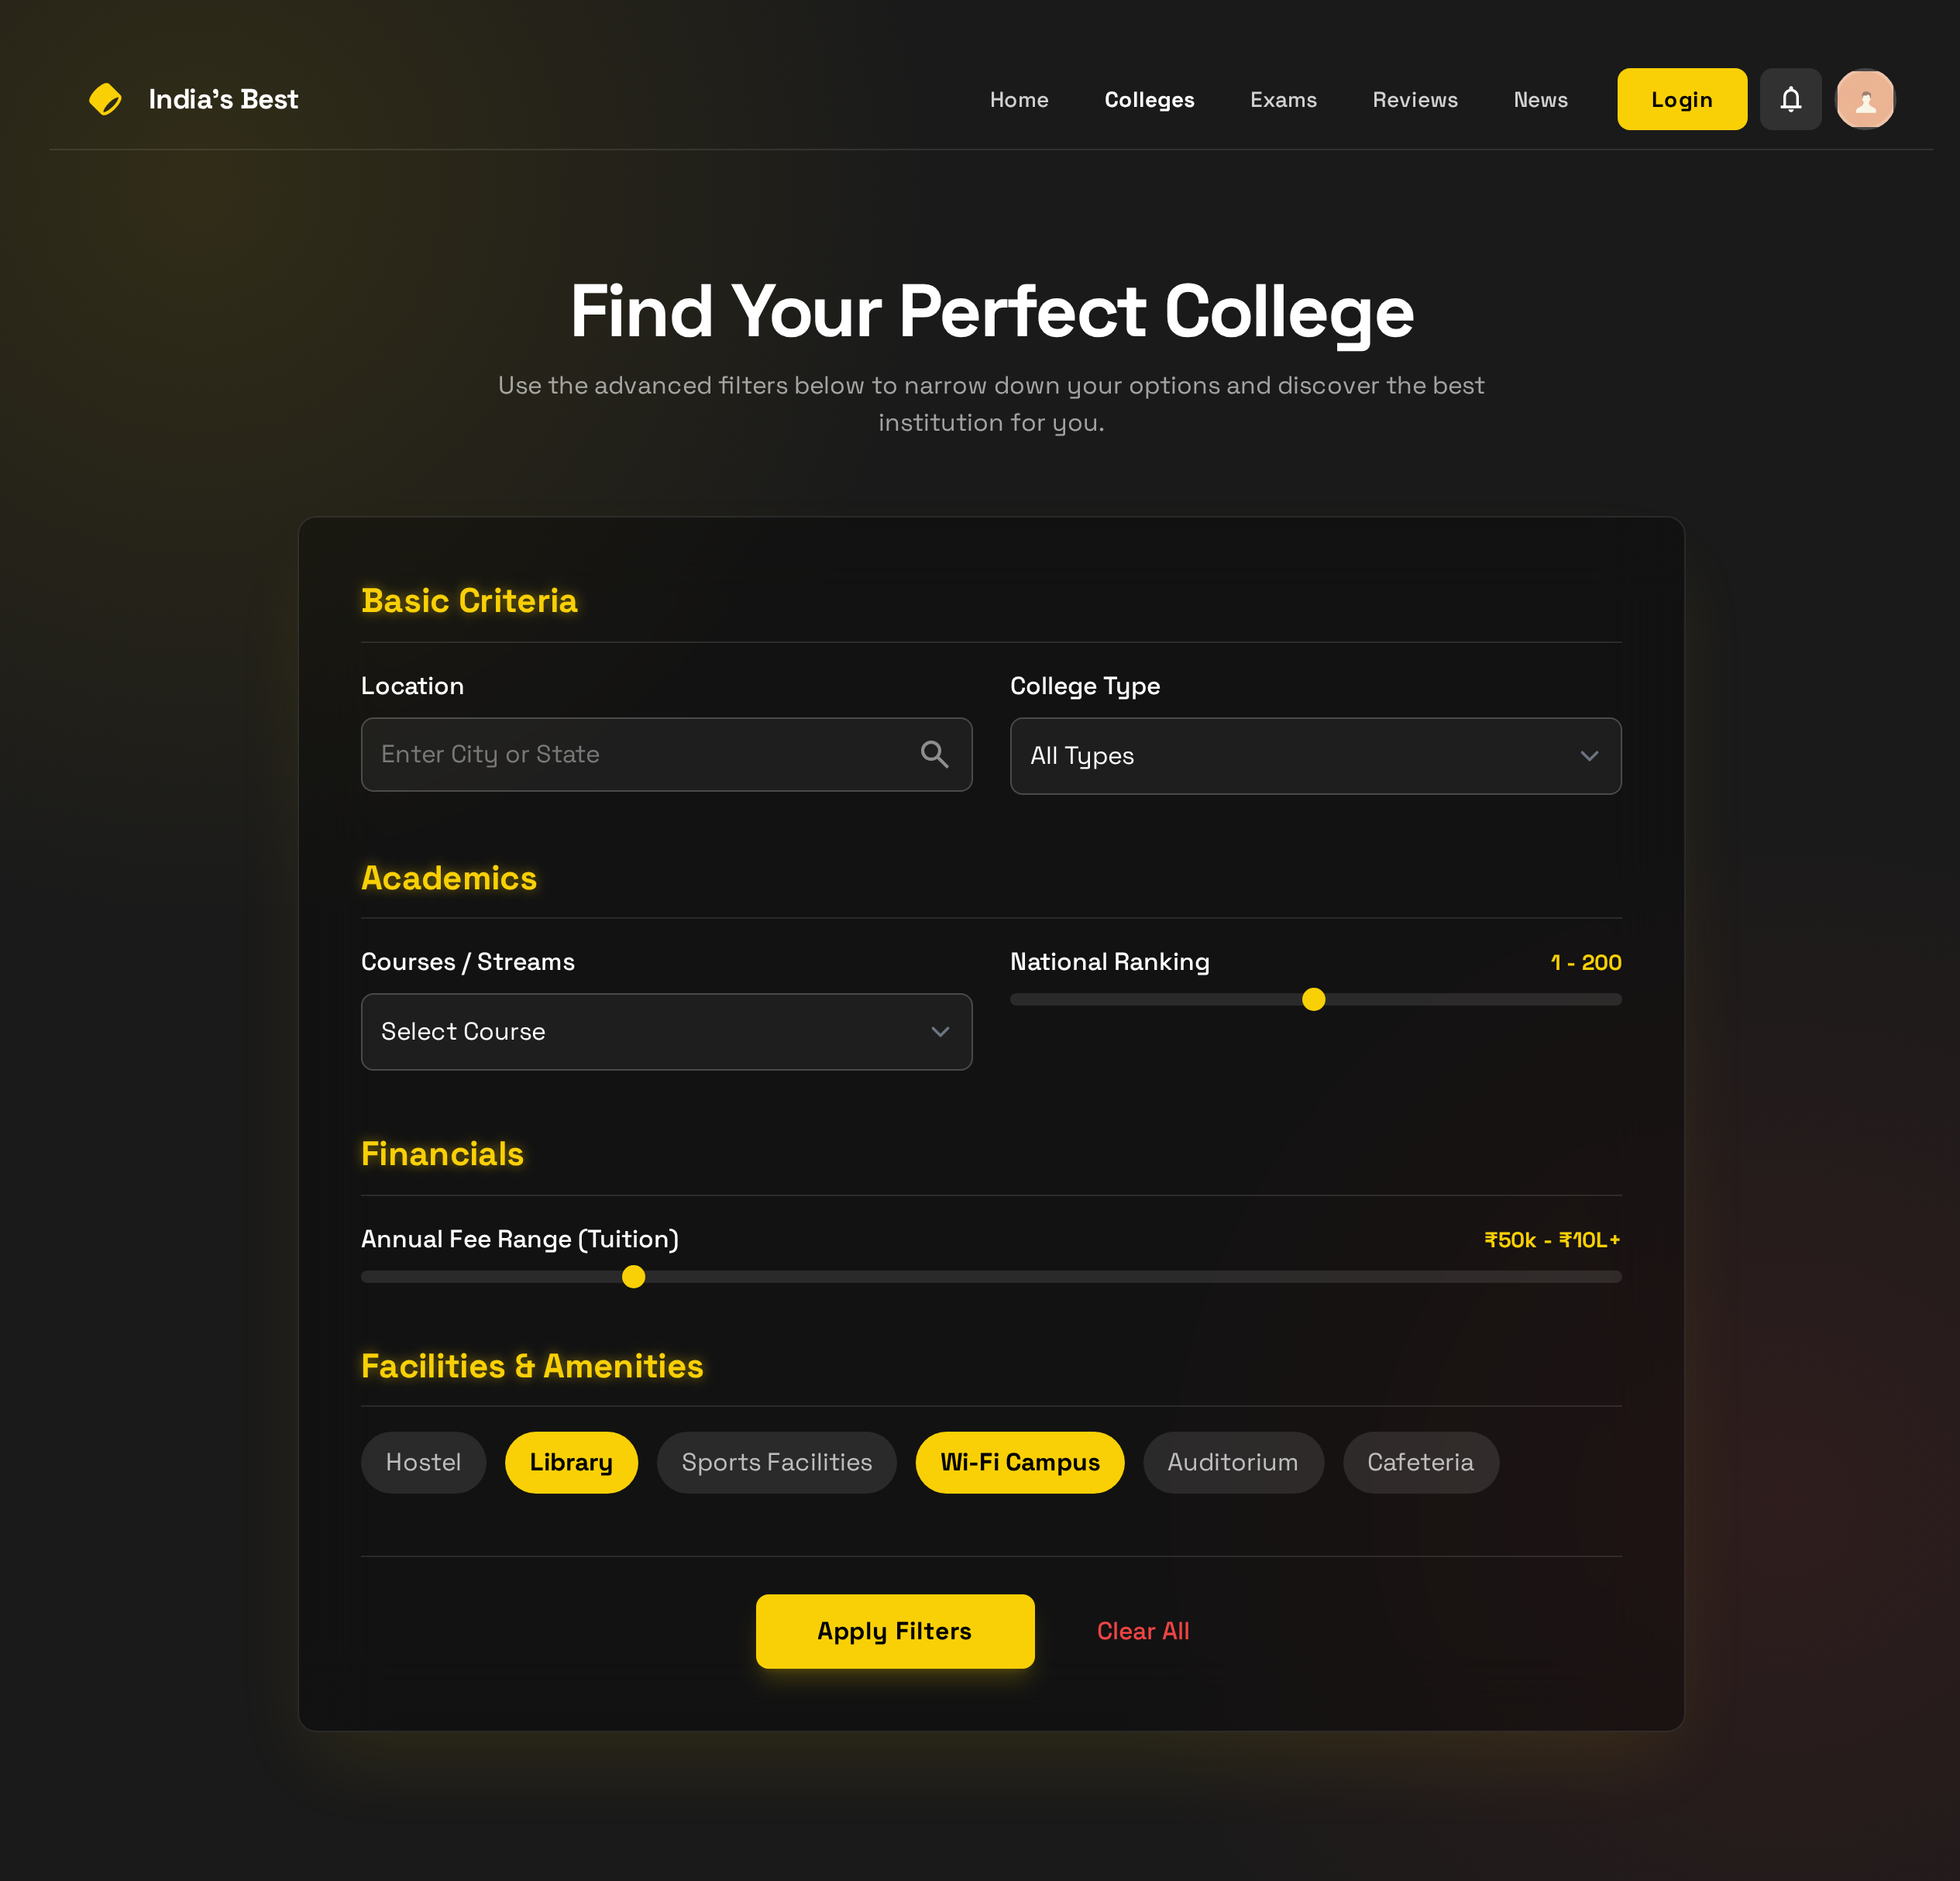 India's Best
Home
Colleges
Exams
Reviews
News
Login
Find Your Perfect College
Use the advanced filters below to narrow down your options and discover the best
institution for you.
Basic Criteria
Location
College Type
Enter City or State
All Types
Academics
Courses / Streams
National Ranking
1 - 200
Select Course
Financials
Annual Fee Range (Tuition)
₹50k - ₹10L+
Facilities & Amenities
Hostel
Library
Sports Facilities
Wi-Fi Campus
Auditorium
Cafeteria
Apply Filters
Clear All